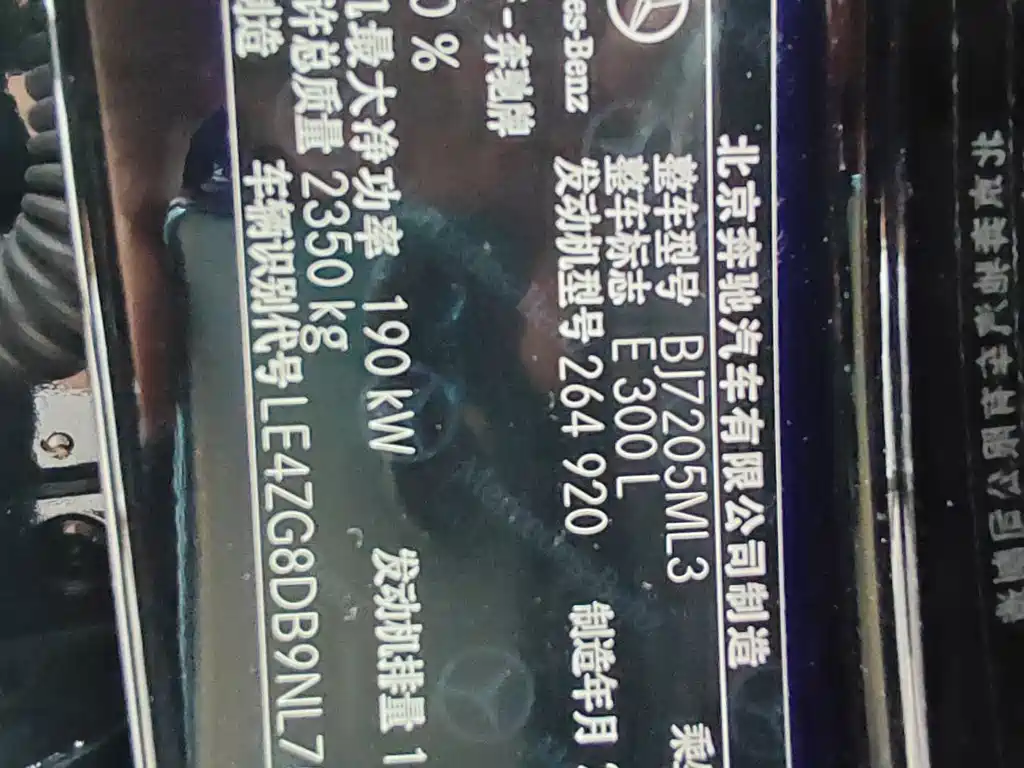 北京奔驰汽车有限公司制造
整车型号 BJ7205ML3
整车标志 E 300 L
es-Benz 发动机型号 264 920 制造年月
奔驰牌
0 %
最大净功率 190 kW 发动机排量 1
许总质量 2350 kg
制造
车辆识别代号 LE4ZG8DB9NL7